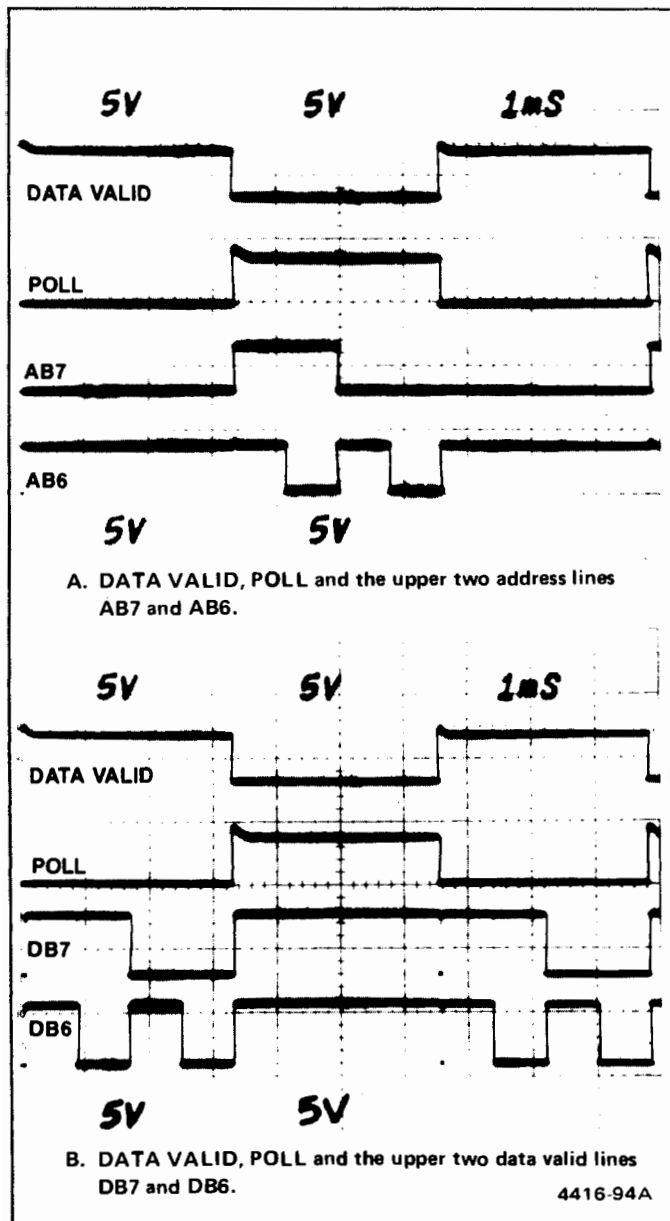 5V 5V 1mS
DATA VALID
POLL
AB7
AB6
5V 5V
A. DATA VALID, POLL and the upper two address lines
AB7 and AB6.
5V 5V 1mS
DATA VALID
POLL
DB7
DB6
5V 5V
B. DATA VALID, POLL and the upper two data valid lines
DB7 and DB6.
4416-94A